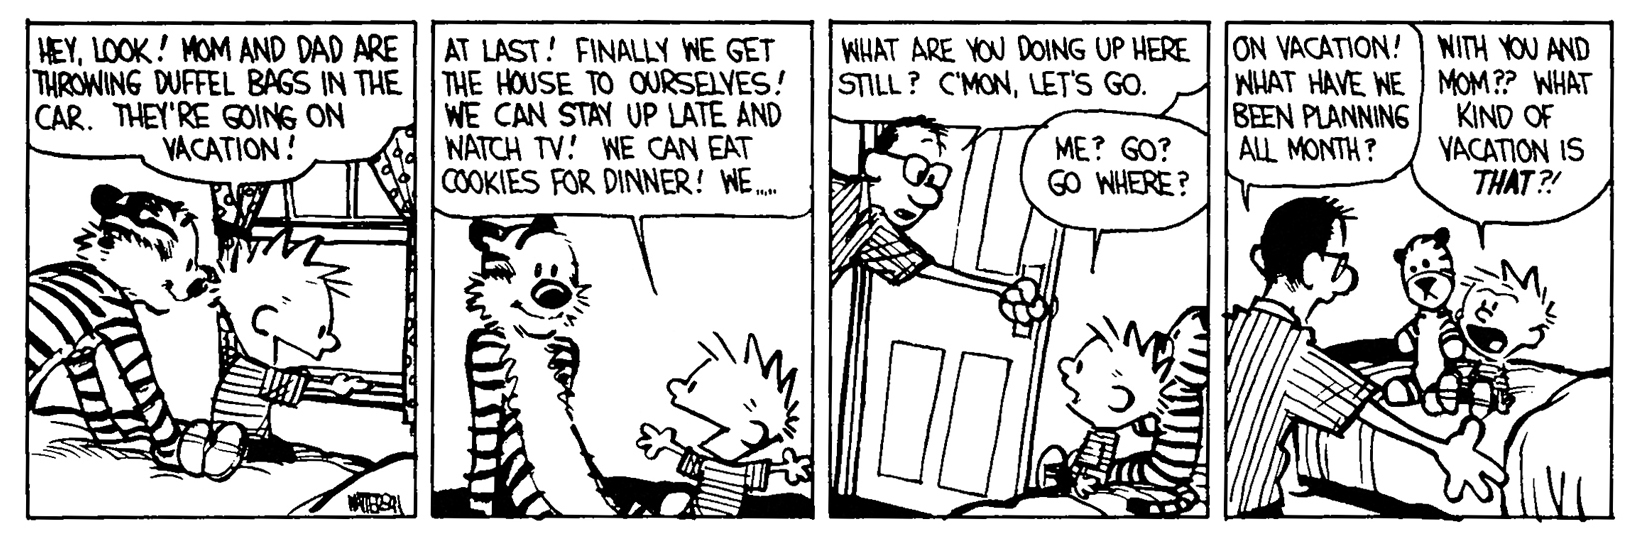 HEY, LOOK! MOM AND DAD ARE
THROWING DUFFEL BAGS IN THE
CAR. THEY'RE GOING ON
VACATION!
WATTERSON
AT LAST! FINALLY WE GET
THE HOUSE TO OURSELVES!
WE CAN STAY UP LATE AND
WATCH TV! WE CAN EAT
COOKIES FOR DINNER! WE.....
WHAT ARE YOU DOING UP HERE
STILL? C'MON, LET'S GO.
ME? GO?
GO WHERE?
ON VACATION!
WHAT HAVE WE
BEEN PLANNING
ALL MONTH?
WITH YOU AND
MOM?? WHAT
KIND OF
VACATION IS
THAT?!